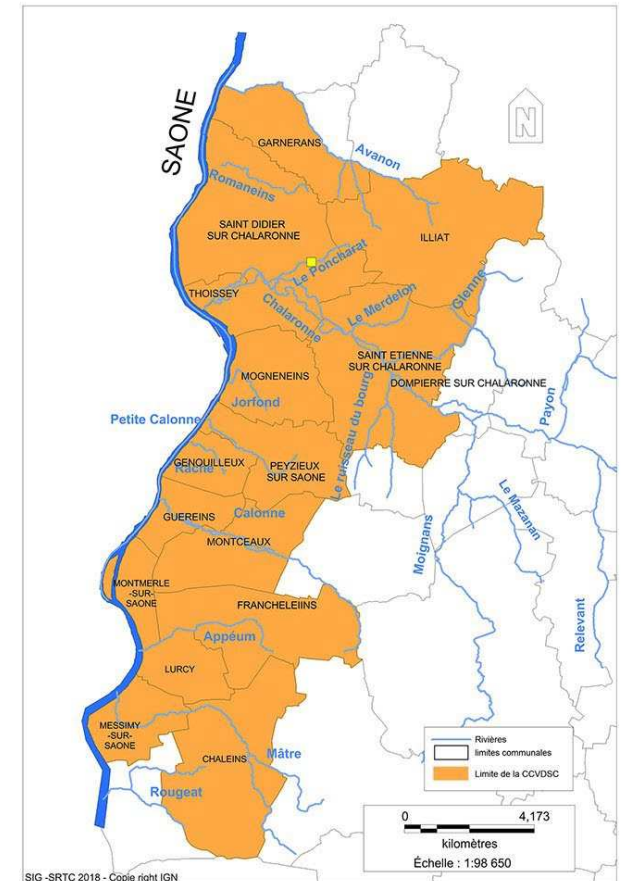 SAONE
N
GARNERANS
Avanon
Romaneins
SAINT DIDIER
SUR CHALARONNE
ILLIAT
Le Poncharat
THOISSEY
Glenne
Chalaronne
Le Merdelon
SAINT ETIENNE
SUR CHALARONNE
MOGNENEINS
DOMPIERRE SUR CHALARONNE
Jorfond
Payon
Petite Calonne
Le ruisseau du bourg
GENOUILLEUX
Rache
PEYZIEUX
SUR SAONE
Le Mazanan
GUEREINS
Calonne
MONTCEAUX
Moignans
MONTMERLE
-SUR-
SAONE
FRANCHELEIINS
Relevant
Appéum
LURCY
MESSIMY
-SUR-
SAONE
CHALEINS
Mâtre
Rougeat
Rivières
limites communales
Limite de la CCVDSC
0 4,173
kilomètres
Échelle : 1:98 650
SIG -SRTC 2018 - Copie right IGN